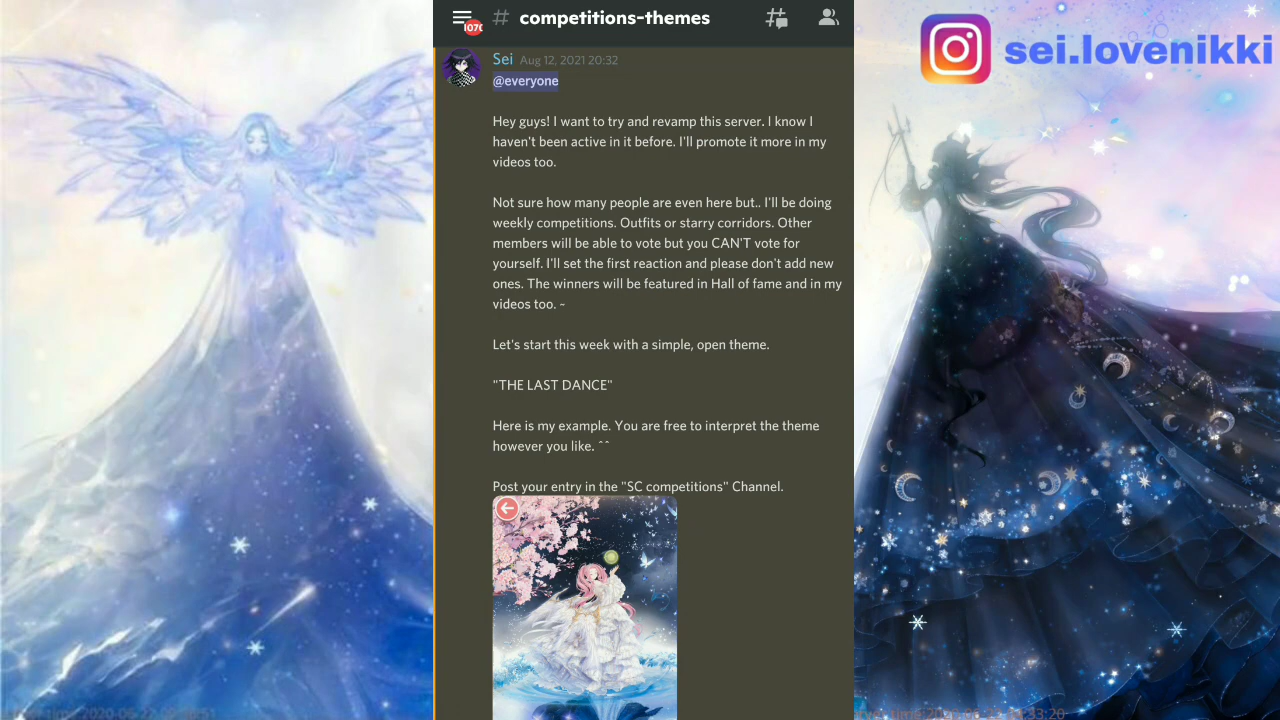 # competitions-themes
Sei Aug 12, 2021 20:32
@everyone
Hey guys! I want to try and revamp this server. I know I
haven't been active in it before. I'll promote it more in my
videos too.
Not sure how many people are even here but.. I'll be doing
weekly competitions. Outfits or starry corridors. Other
members will be able to vote but you CAN'T vote for
yourself. I'll set the first reaction and please don't add new
ones. The winners will be featured in Hall of fame and in my
videos too. ~
Let's start this week with a simple, open theme.
"THE LAST DANCE"
Here is my example. You are free to interpret the theme
however you like. ^^
Post your entry in the "SC competitions" Channel.
sei.lovenikki